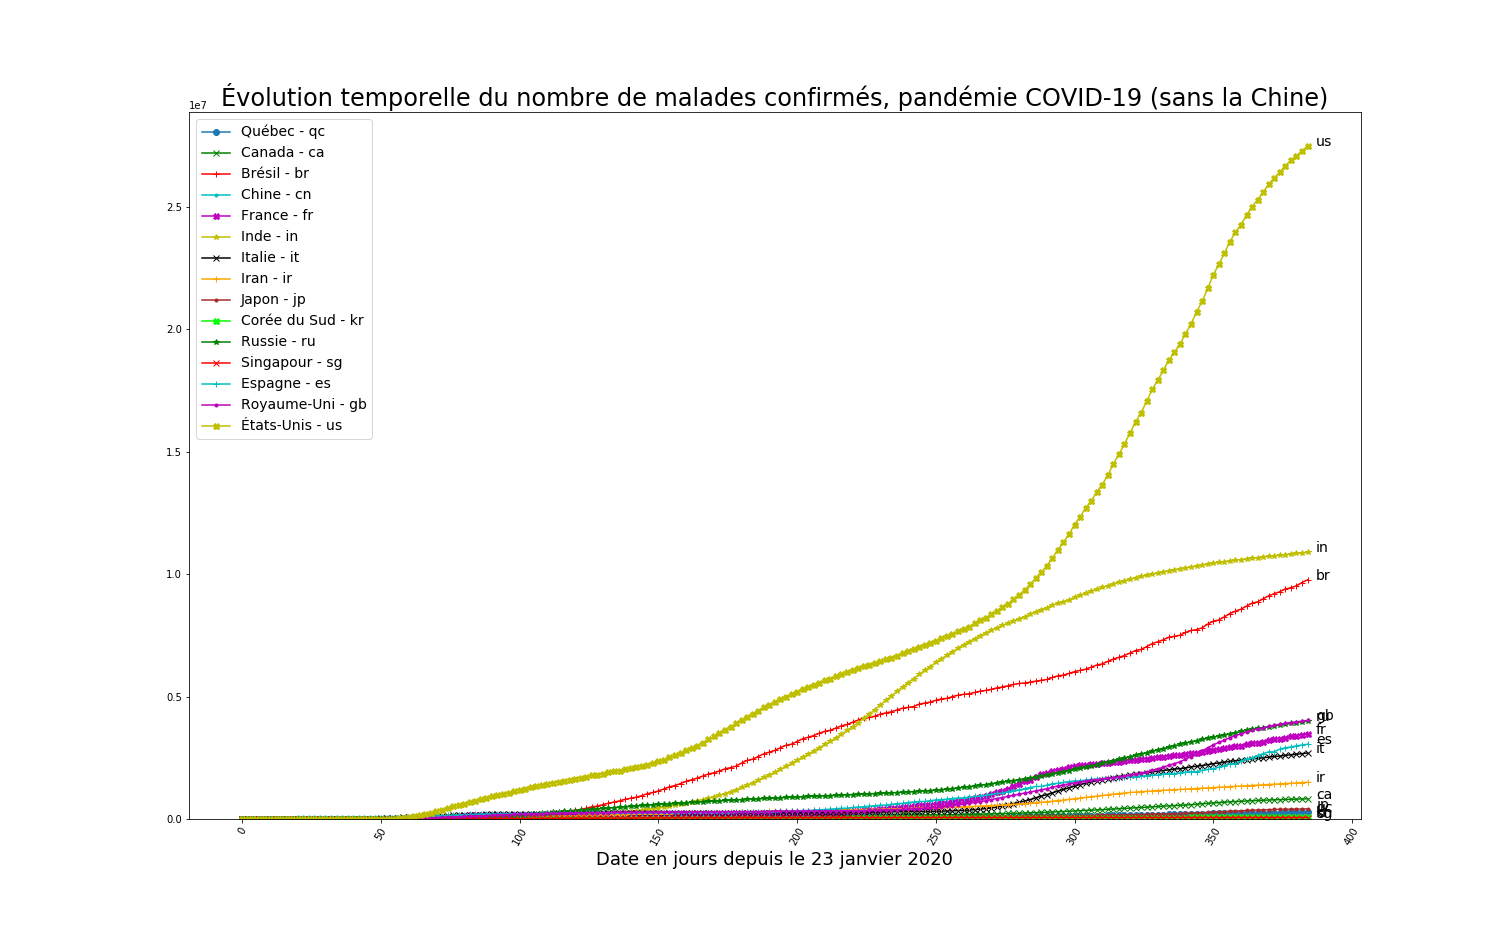 Évolution temporelle du nombre de malades confirmés, pandémie COVID-19 (sans la Chine)
1e7
Québec - qc
Canada - ca
Brésil - br
Chine - cn
France - fr
Inde - in
Italie - it
Iran - ir
Japon - jp
Corée du Sud - kr
Russie - ru
Singapour - sg
Espagne - es
Royaume-Uni - gb
États-Unis - us
2.5
2.0
1.5
1.0
0.5
0.0
us
in
br
gb
fr
es
it
ir
ca
sg
0
50
100
150
200
250
300
350
400
Date en jours depuis le 23 janvier 2020